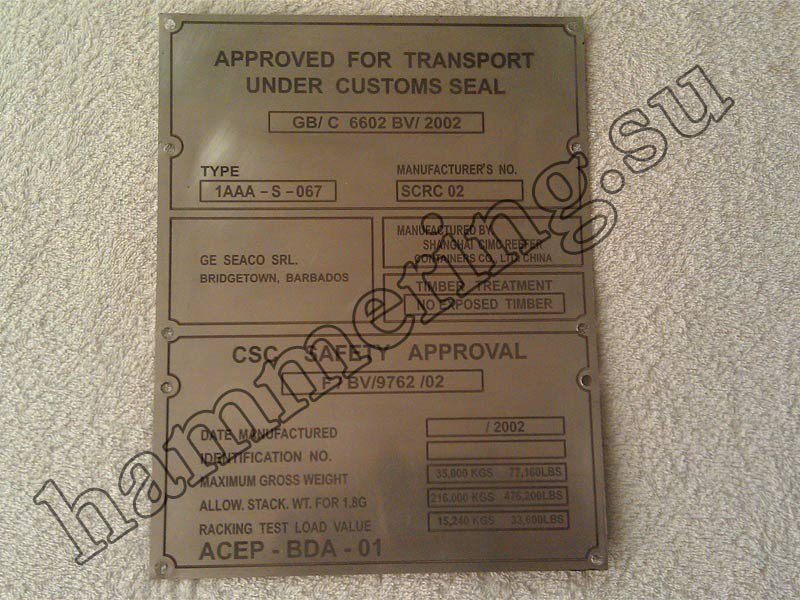 APPROVED FOR TRANSPORT
UNDER CUSTOMS SEAL
GB/ C 6602 BV/ 2002
TYPE
1AAA - S - 067
MANUFACTURER'S NO.
SCRC 02
GE SEACO SRL.
BRIDGETOWN, BARBADOS
MANUFACTURED BY
SHANGHAI CIMC REEFER
CONTAINERS CO., LTD CHINA
TIMBER TREATMENT
NO EXPOSED TIMBER
CSC SAFETY APPROVAL
F / BV/9762 /02
DATE MANUFACTURED / 2002
IDENTIFICATION NO.
MAXIMUM GROSS WEIGHT 35,000 KGS 77,160LBS
ALLOW. STACK. WT. FOR 1.8G 216,000 KGS 476,200LBS
RACKING TEST LOAD VALUE 15,240 KGS 33,600LBS
ACEP - BDA - 01
hammering.su